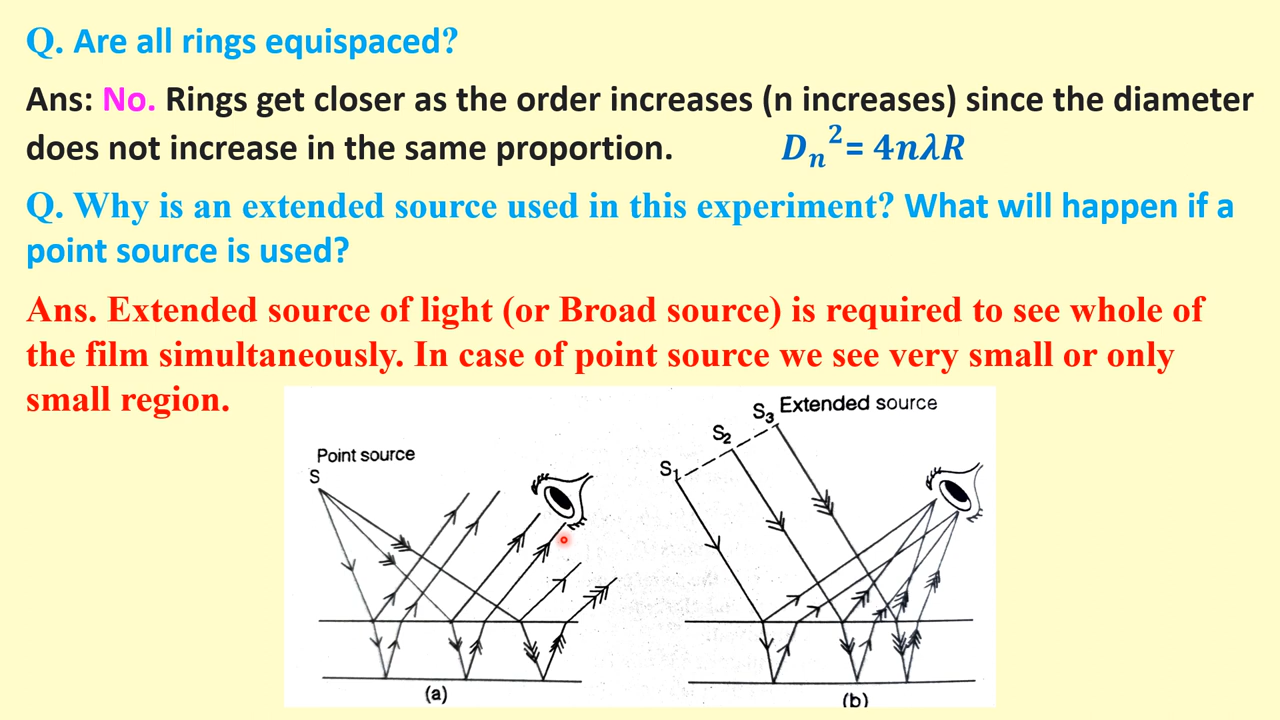 Q. Are all rings equispaced?
Ans: No. Rings get closer as the order increases (n increases) since the diameter
does not increase in the same proportion. Dₙ² = 4nλR
Q. Why is an extended source used in this experiment? What will happen if a
point source is used?
Ans. Extended source of light (or Broad source) is required to see whole of
the film simultaneously. In case of point source we see very small or only
small region.
Point source
S
(a)
S₁
S₂
S₃ Extended source
(b)